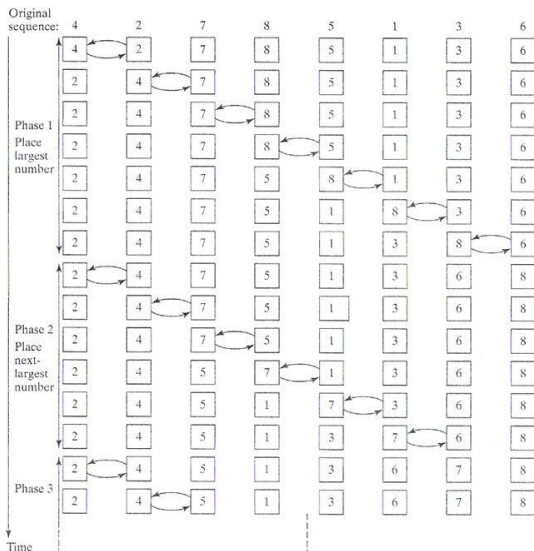 Original
sequence: 4 2 7 8 5 1 3 6
4 2 7 8 5 1 3 6
2 4 7 8 5 1 3 6
2 4 7 8 5 1 3 6
Phase 1
2 4 7 8 5 1 3 6
Place
largest
number
2 4 7 5 8 1 3 6
2 4 7 5 1 8 3 6
2 4 7 5 1 3 8 6
2 4 7 5 1 3 6 8
2 4 7 5 1 3 6 8
Phase 2
2 4 7 5 1 3 6 8
Place
next-
largest
number
2 4 5 7 1 3 6 8
2 4 5 1 7 3 6 8
2 4 5 1 3 7 6 8
2 4 5 1 3 6 7 8
Phase 3
2 4 5 1 3 6 7 8
Time